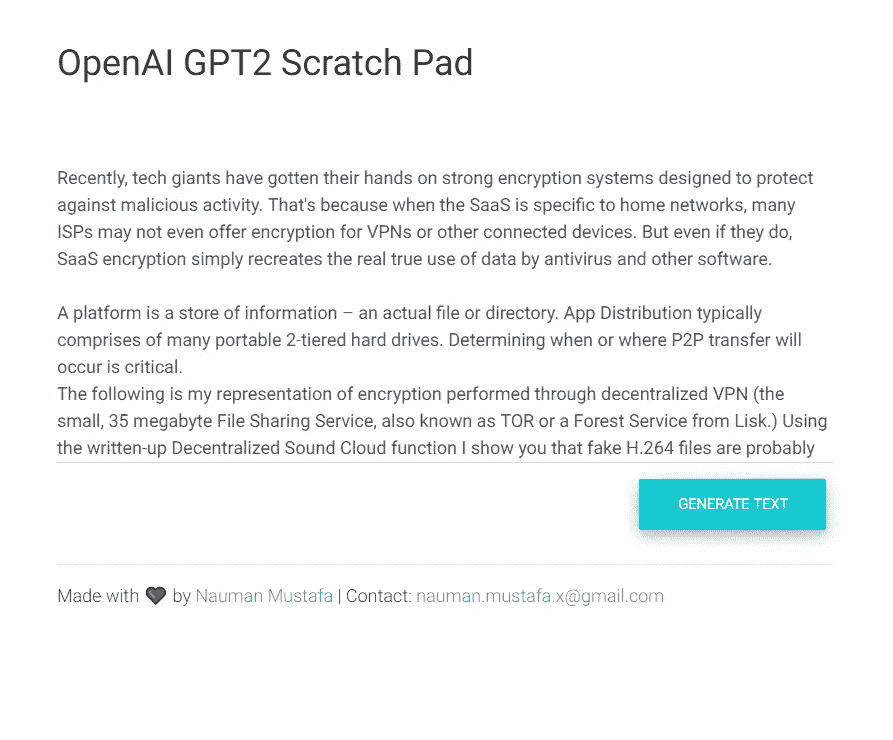 OpenAI GPT2 Scratch Pad
Recently, tech giants have gotten their hands on strong encryption systems designed to protect
against malicious activity. That's because when the SaaS is specific to home networks, many
ISPs may not even offer encryption for VPNs or other connected devices. But even if they do,
SaaS encryption simply recreates the real true use of data by antivirus and other software.
A platform is a store of information – an actual file or directory. App Distribution typically
comprises of many portable 2-tiered hard drives. Determining when or where P2P transfer will
occur is critical.
The following is my representation of encryption performed through decentralized VPN (the
small, 35 megabyte File Sharing Service, also known as TOR or a Forest Service from Lisk.) Using
the written-up Decentralized Sound Cloud function I show you that fake H.264 files are probably
GENERATE TEXT
Made with 🖤 by Nauman Mustafa | Contact: nauman.mustafa.x@gmail.com